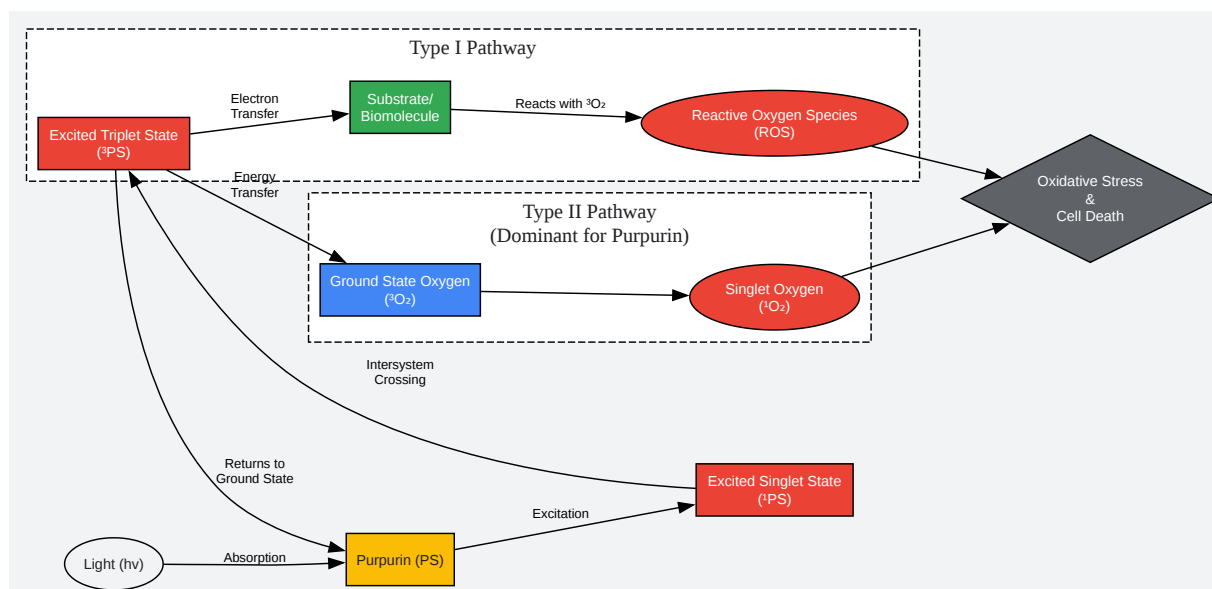 Type I Pathway
Electron
Transfer
Substrate/
Biomolecule
Reacts with ³O₂
Reactive Oxygen Species
(ROS)
Excited Triplet State
(³PS)
Energy
Transfer
Oxidative Stress
&
Cell Death
Type II Pathway
(Dominant for Purpurin)
Ground State Oxygen
(³O₂)
Singlet Oxygen
(¹O₂)
Intersystem
Crossing
Returns to
Ground State
Excited Singlet State
(¹PS)
Excitation
Light (hv)
Absorption
Purpurin (PS)